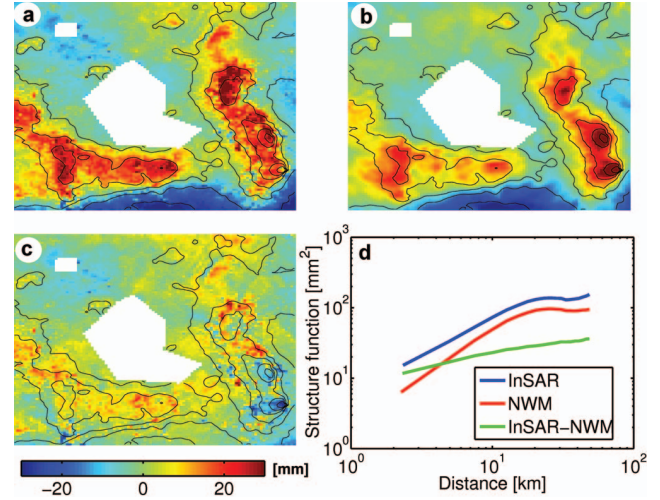 a
b
c
−20 0 20 [mm]
d
Structure function [mm²]
10³
10²
10¹
10⁰
InSAR
NWM
InSAR−NWM
10⁰ 10¹ 10²
Distance [km]